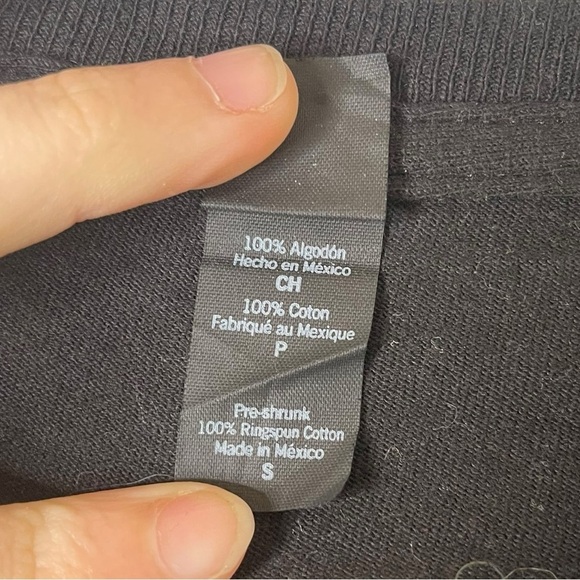 100% Algodón
Hecho en México
CH
100% Coton
Fabriqué au Mexique
P
Pre-shrunk
100% Ringspun Cotton
Made in México
S